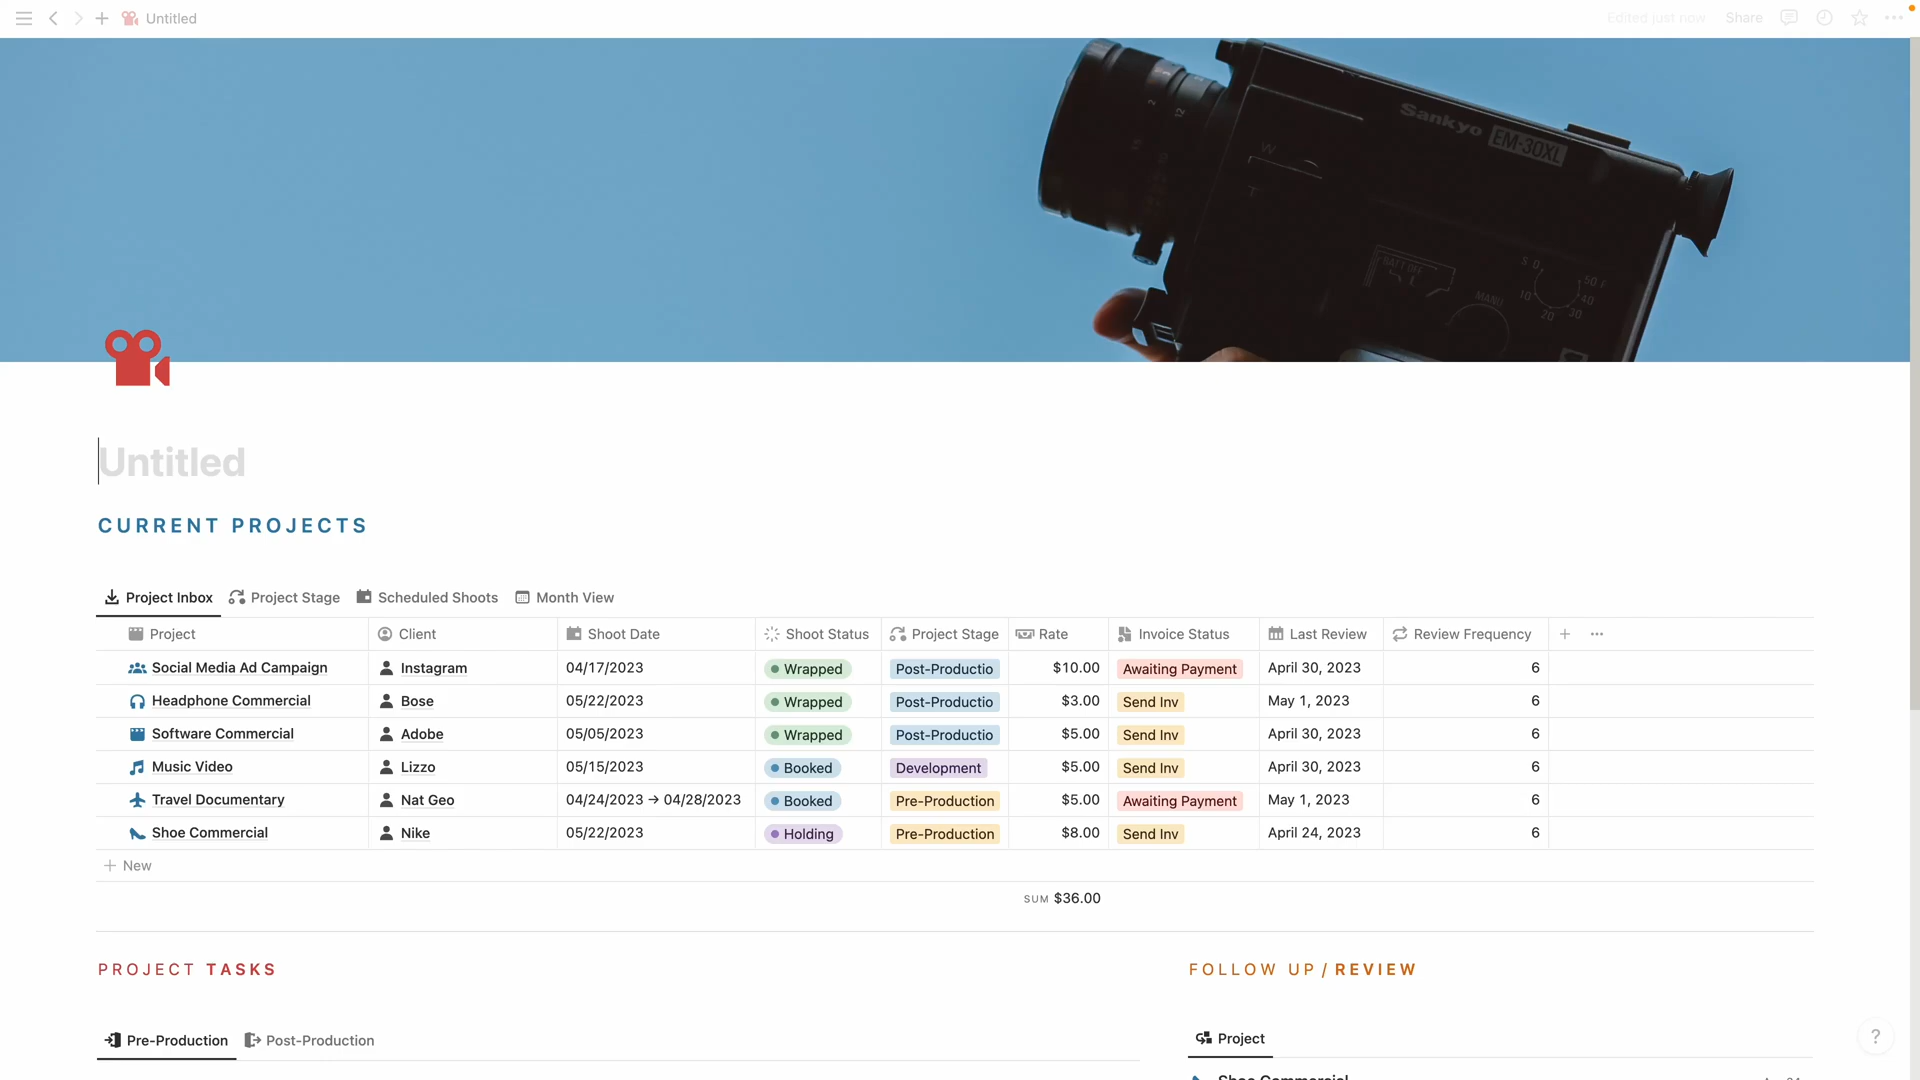 Untitled
Edited just now Share
Sankyo EM-30XL
W
T
BATT OFF
MANU
Untitled
CURRENT PROJECTS
Project Inbox Project Stage Scheduled Shoots Month View
Project Client Shoot Date Shoot Status Project Stage Rate Invoice Status Last Review Review Frequency
Social Media Ad Campaign Instagram 04/17/2023 Wrapped Post-Productio $10.00 Awaiting Payment April 30, 2023 6
Headphone Commercial Bose 05/22/2023 Wrapped Post-Productio $3.00 Send Inv May 1, 2023 6
Software Commercial Adobe 05/05/2023 Wrapped Post-Productio $5.00 Send Inv April 30, 2023 6
Music Video Lizzo 05/15/2023 Booked Development $5.00 Send Inv April 30, 2023 6
Travel Documentary Nat Geo 04/24/2023 → 04/28/2023 Booked Pre-Production $5.00 Awaiting Payment May 1, 2023 6
Shoe Commercial Nike 05/22/2023 Holding Pre-Production $8.00 Send Inv April 24, 2023 6
+ New
SUM $36.00
PROJECT TASKS
FOLLOW UP/REVIEW
Pre-Production Post-Production
Project
Shoe Commercial
?